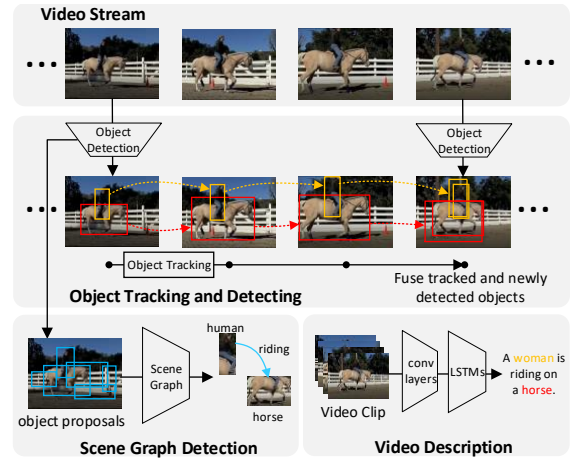 Video Stream
Object
Detection
Object
Detection
Object Tracking
Fuse tracked and newly
detected objects
Object Tracking and Detecting
human
riding
Scene
Graph
horse
object proposals
Scene Graph Detection
conv
layers
LSTMs
A woman is
riding on
a horse.
Video Clip
Video Description